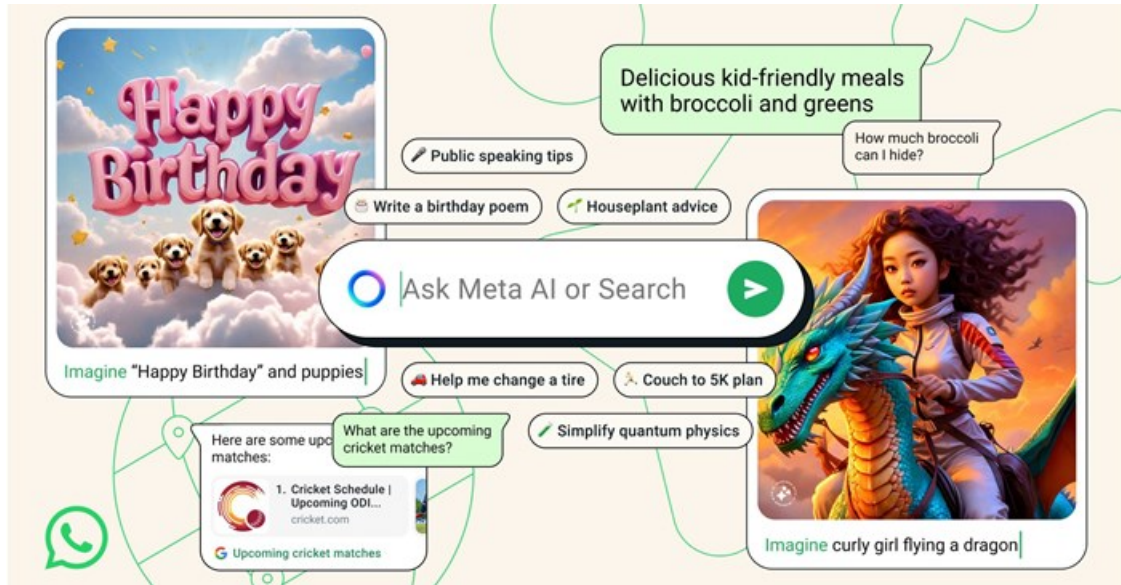 Happy
Birthday
Imagine "Happy Birthday" and puppies
Delicious kid-friendly meals
with broccoli and greens
How much broccoli
can I hide?
Public speaking tips
Write a birthday poem
Houseplant advice
Ask Meta AI or Search
Help me change a tire
Couch to 5K plan
Simplify quantum physics
What are the upcoming
cricket matches?
Here are some upc
matches:
1. Cricket Schedule |
Upcoming ODI...
cricket.com
G Upcoming cricket matches
Imagine curly girl flying a dragon